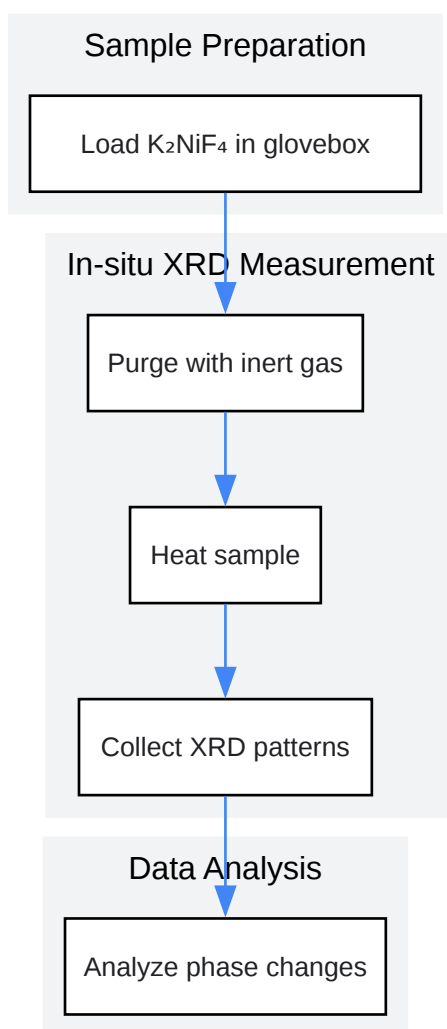 Sample Preparation
Load K₂NiF₄ in glovebox
In-situ XRD Measurement
Purge with inert gas
Heat sample
Collect XRD patterns
Data Analysis
Analyze phase changes